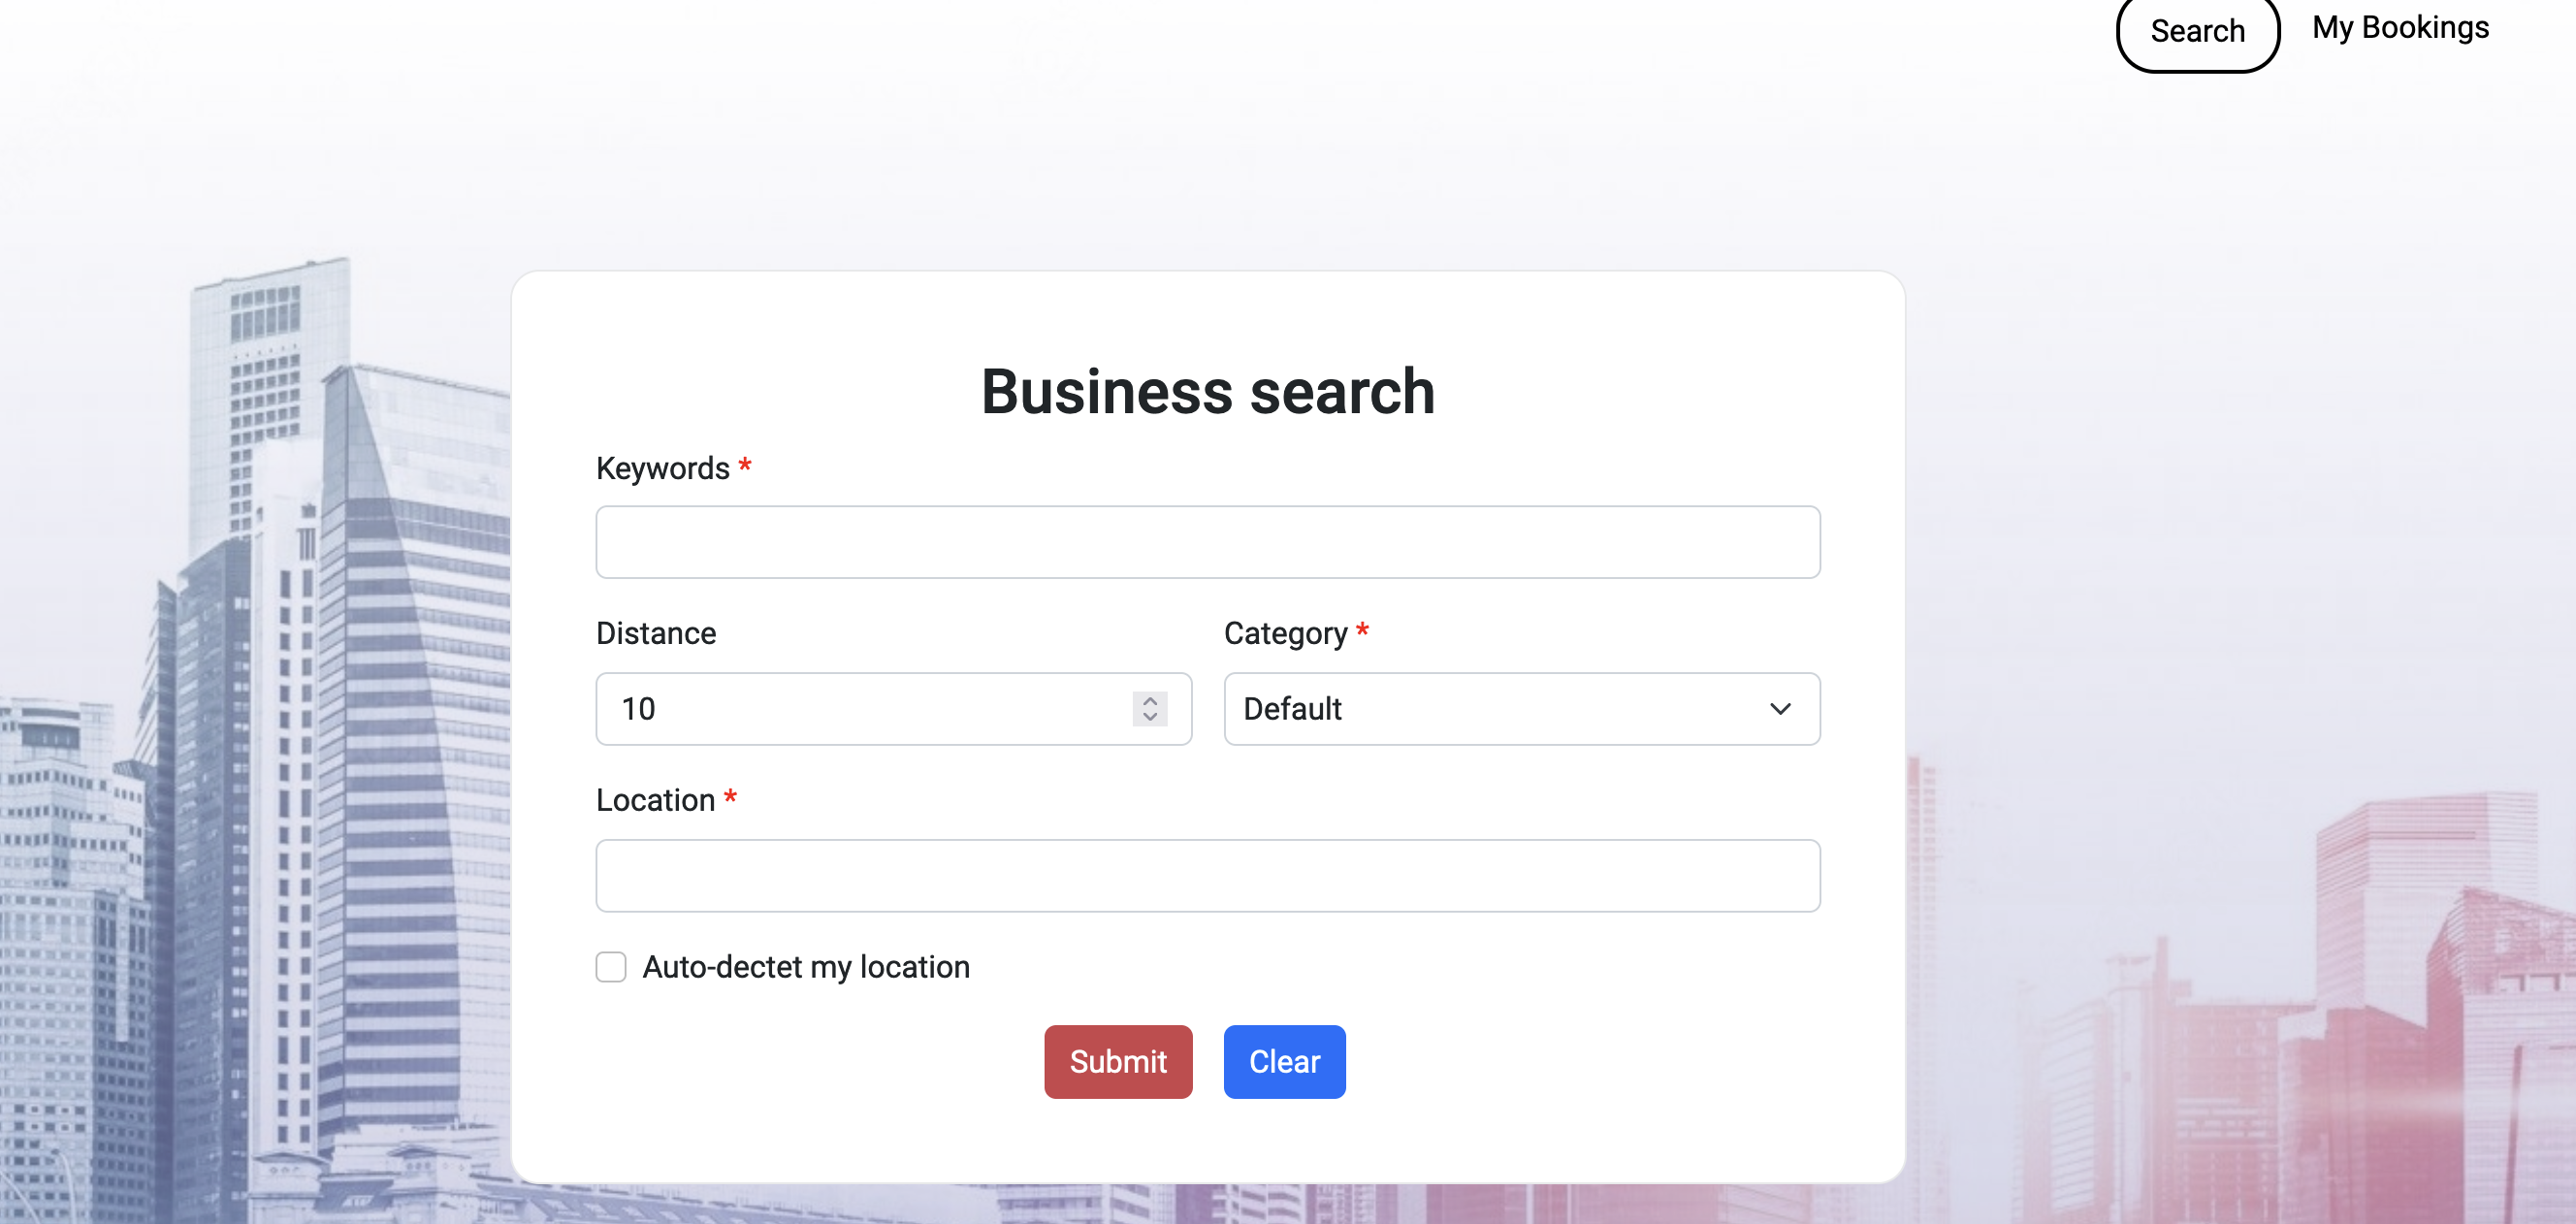 Search My Bookings
Business search
Keywords *
Distance Category *
10 Default
Location *
Auto-dectet my location
Submit Clear